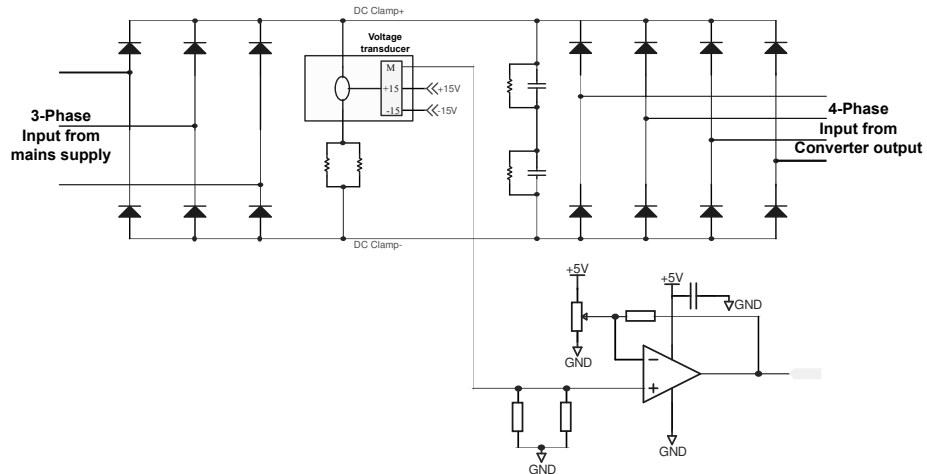 DC Clamp+
Voltage
transducer
M
+15
-15
+15V
-15V
3-Phase
Input from
mains supply
4-Phase
Input from
Converter output
DC Clamp-
+5V
+5V
GND
GND
GND
GND